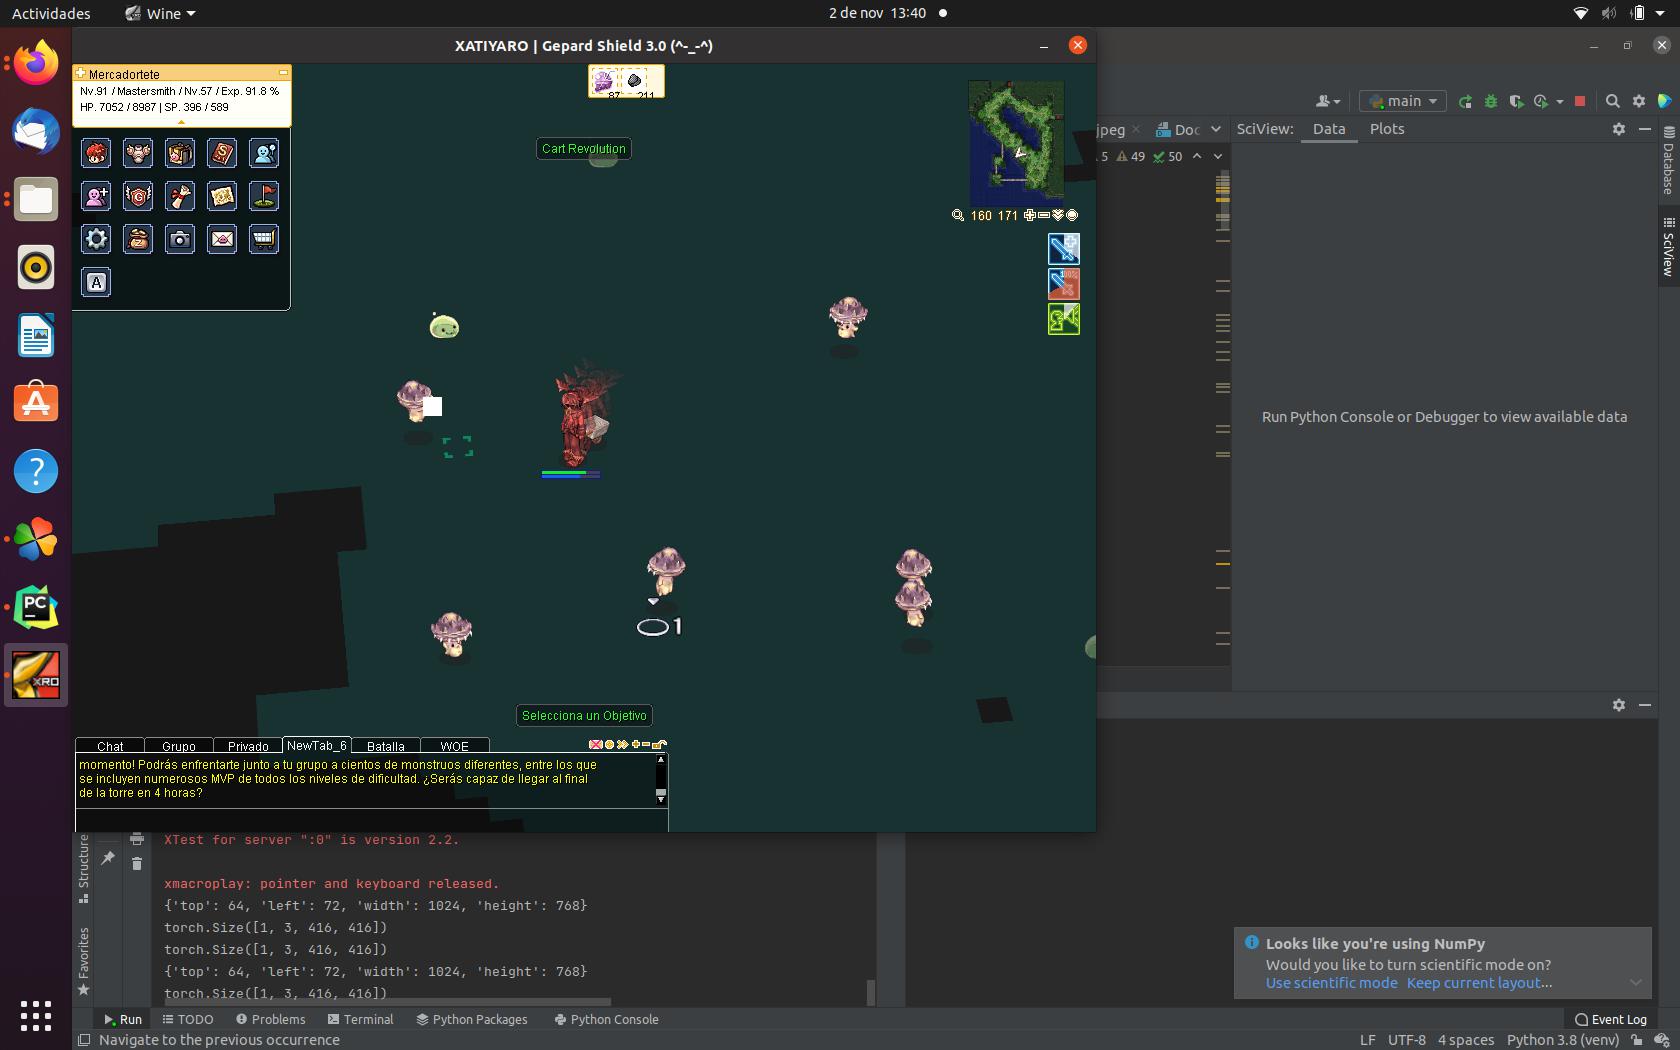 Actividades
Wine
2 de nov 13:40
XATIYARO | Gepard Shield 3.0 (^-_-^)
Mercadortete
Nv.91 / Mastersmith / Nv.57 / Exp. 91.8 %
HP. 7052 / 8987 | SP. 396 / 589
87
211
Cart Revolution
160 171
100%
A
1
Selecciona un Objetivo
Chat
Grupo
Privado
NewTab_6
Batalla
WOE
momento! Podrás enfrentarte junto a tu grupo a cientos de monstruos diferentes, entre los que
se incluyen numerosos MVP de todos los niveles de dificultad. ¿Serás capaz de llegar al final
de la torre en 4 horas?
main
jpeg
Doc
SciView:
Data
Plots
5
49
50
Database
SciView
Run Python Console or Debugger to view available data
PC
XRO
Structure
Favorites
XTest for server ":0" is version 2.2.
xmacroplay: pointer and keyboard released.
{'top': 64, 'left': 72, 'width': 1024, 'height': 768}
torch.Size([1, 3, 416, 416])
torch.Size([1, 3, 416, 416])
{'top': 64, 'left': 72, 'width': 1024, 'height': 768}
torch.Size([1, 3, 416, 416])
Looks like you're using NumPy
Would you like to turn scientific mode on?
Use scientific mode Keep current layout...
Run
TODO
Problems
Terminal
Python Packages
Python Console
Event Log
Navigate to the previous occurrence
LF UTF-8 4 spaces Python 3.8 (venv)